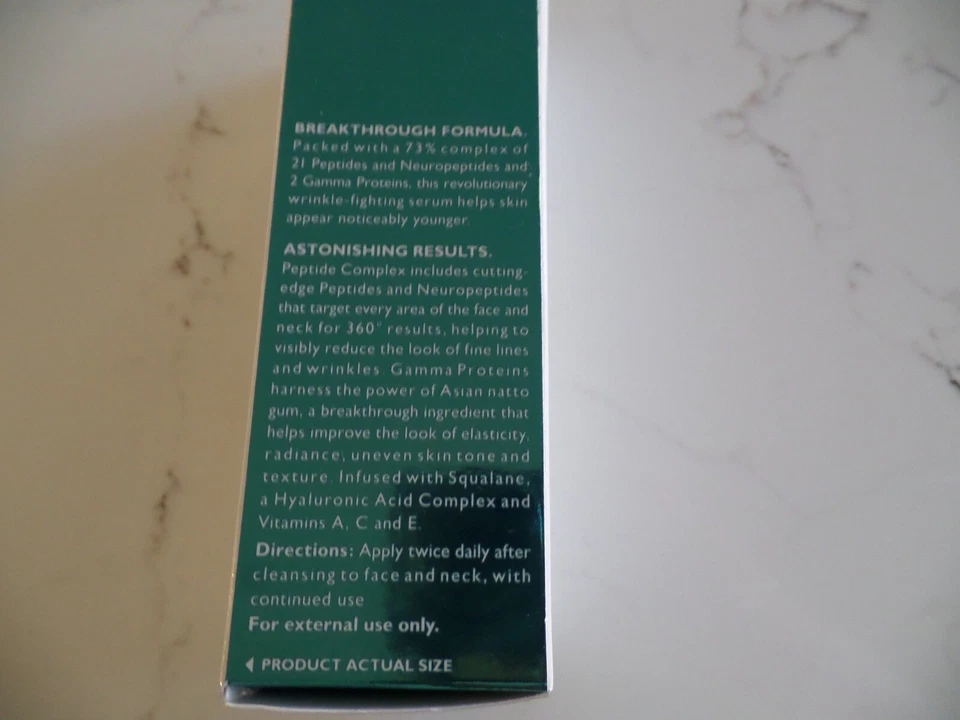 BREAKTHROUGH FORMULA.
Packed with a 73% complex of
21 Peptides and Neuropeptides and
2 Gamma Proteins, this revolutionary
wrinkle-fighting serum helps skin
appear noticeably younger.
ASTONISHING RESULTS.
Peptide Complex includes cutting-
edge Peptides and Neuropeptides
that target every area of the face and
neck for 360° results, helping to
visibly reduce the look of fine lines
and wrinkles. Gamma Proteins
harness the power of Asian natto
gum, a breakthrough ingredient that
helps improve the look of elasticity,
radiance, uneven skin tone and
texture. Infused with Squalane,
a Hyaluronic Acid Complex and
Vitamins A, C and E.
Directions: Apply twice daily after
cleansing to face and neck, with
continued use
For external use only.
◄ PRODUCT ACTUAL SIZE